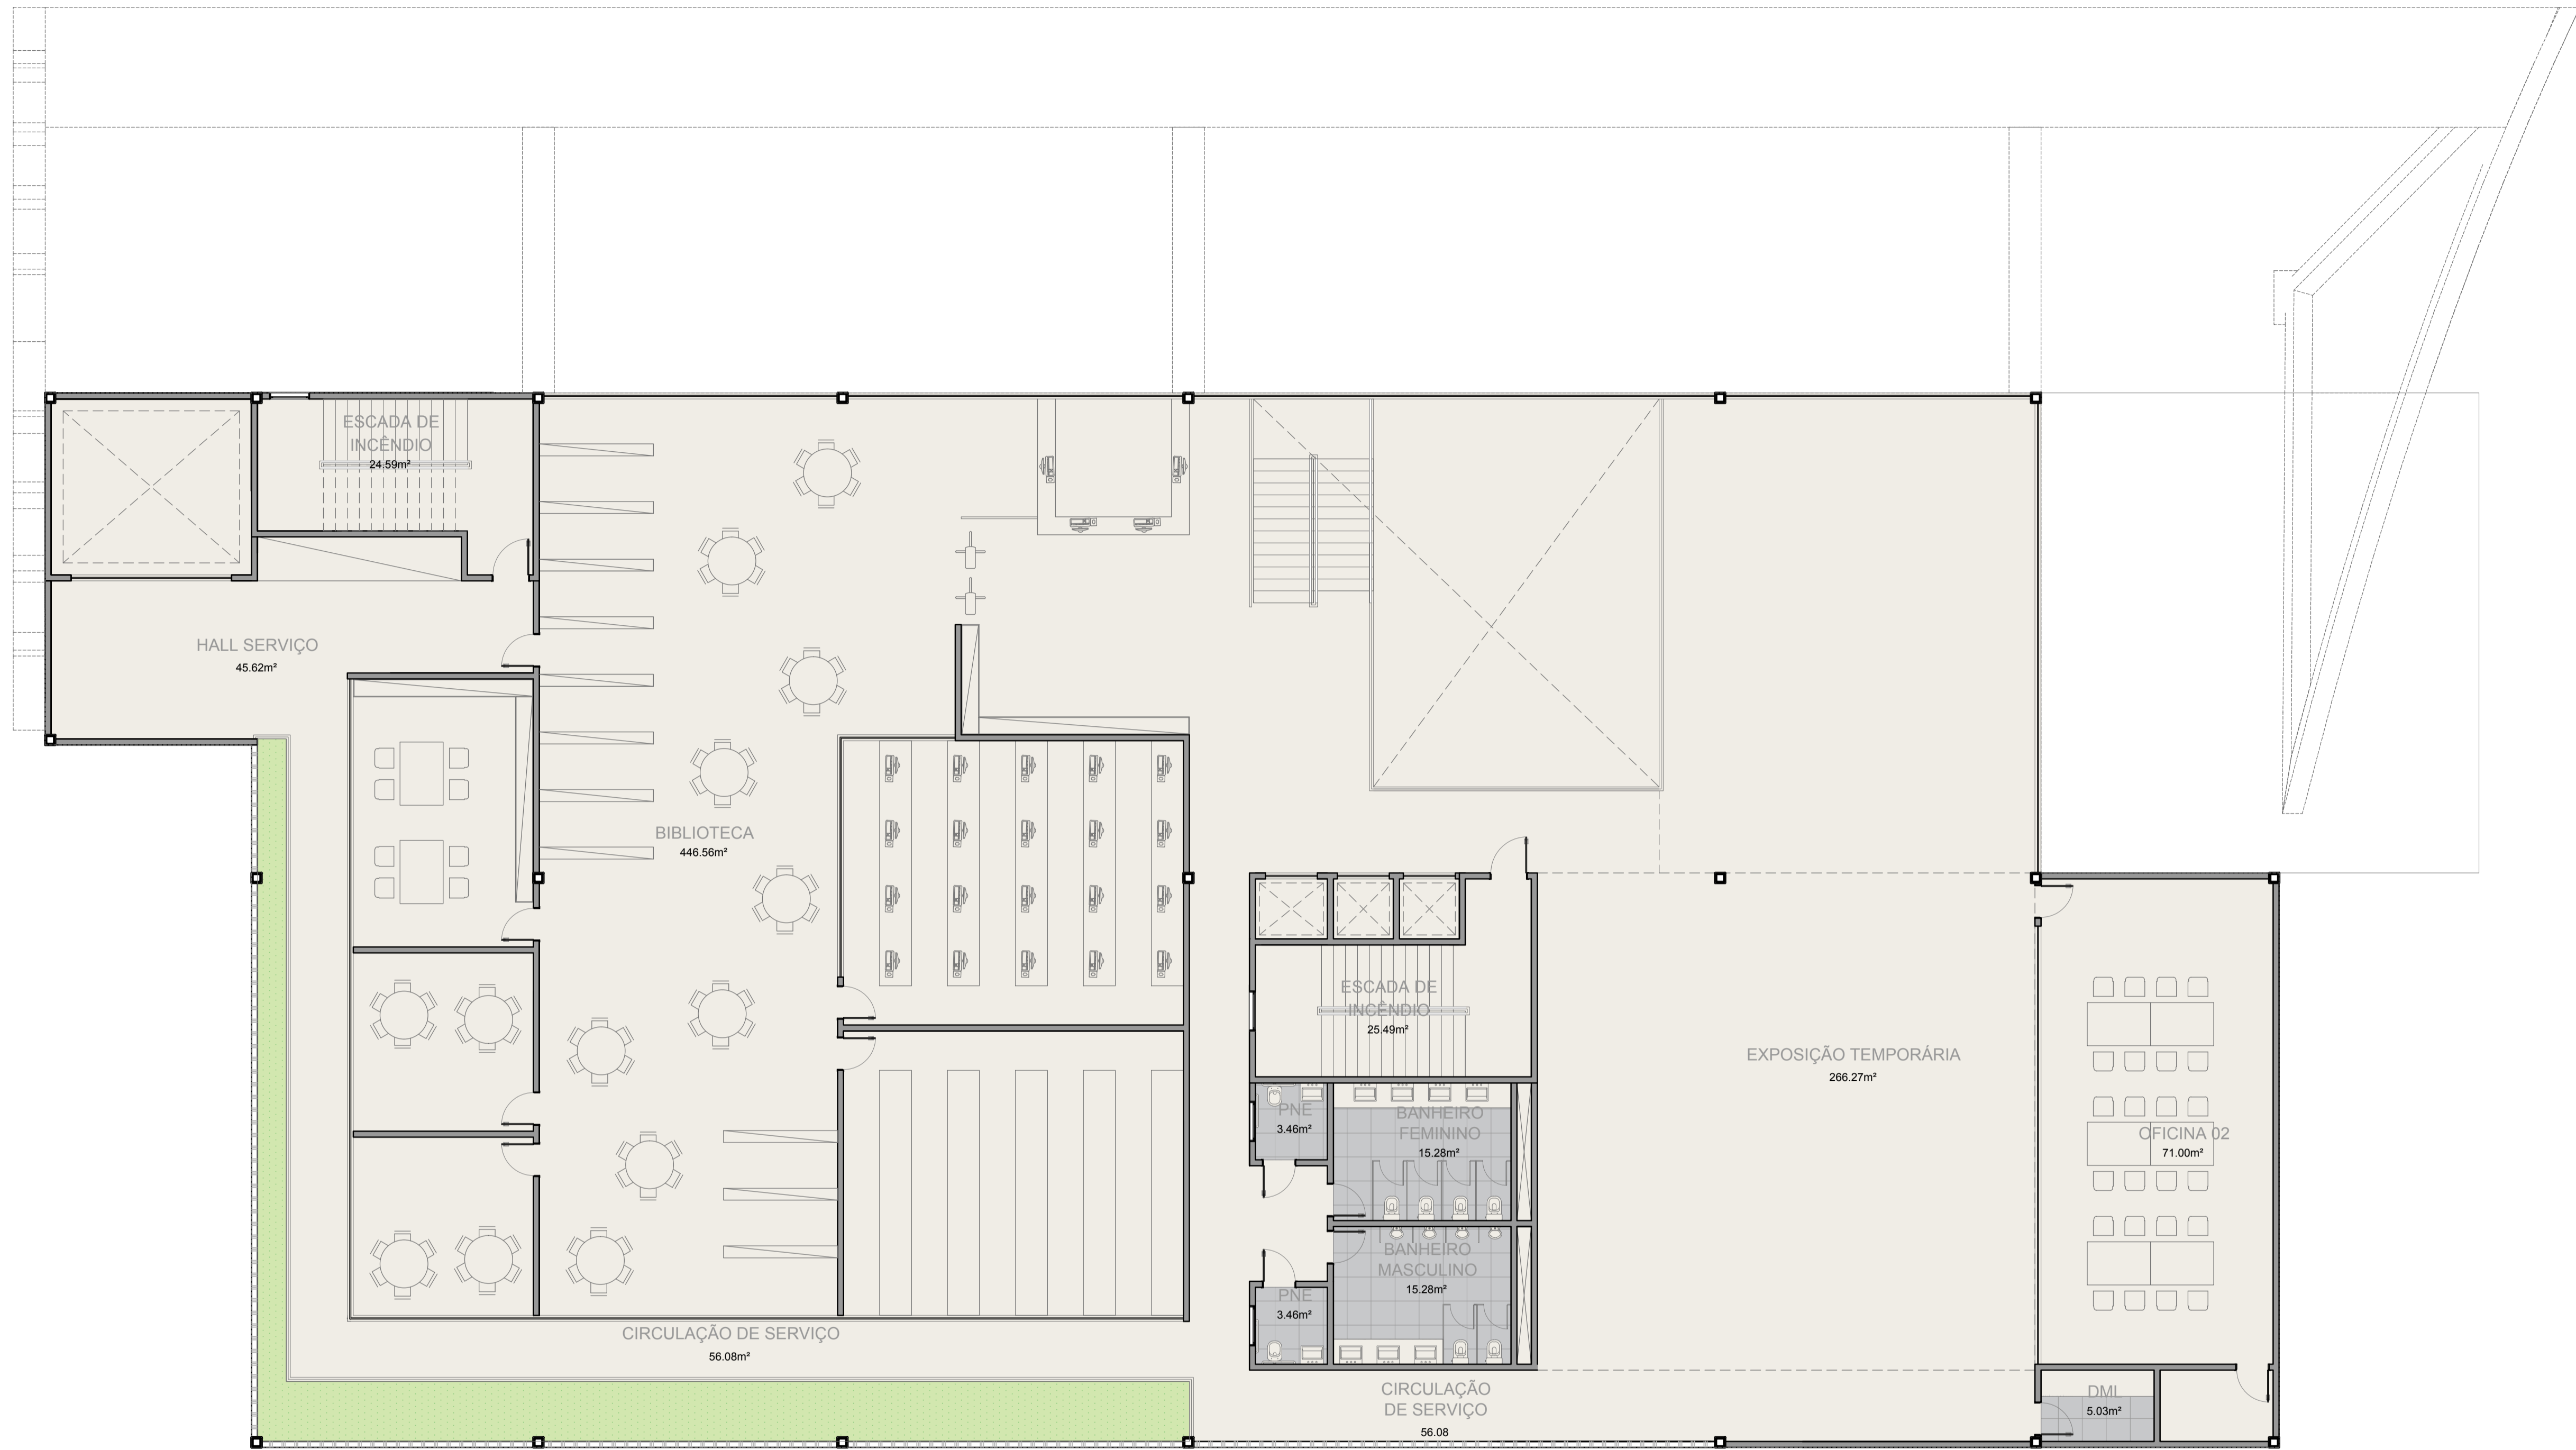 ESCADA DE
INCÊNDIO
24.59m²
HALL SERVIÇO
45.62m²
BIBLIOTECA
446.56m²
ESCADA DE
INCÊNDIO
25.49m²
EXPOSIÇÃO TEMPORÁRIA
266.27m²
PNE
3.46m²
BANHEIRO
FEMININO
15.28m²
OFICINA 02
71.00m²
BANHEIRO
MASCULINO
15.28m²
PNE
3.46m²
CIRCULAÇÃO DE SERVIÇO
56.08m²
CIRCULAÇÃO
DE SERVIÇO
56.08
DML
5.03m²